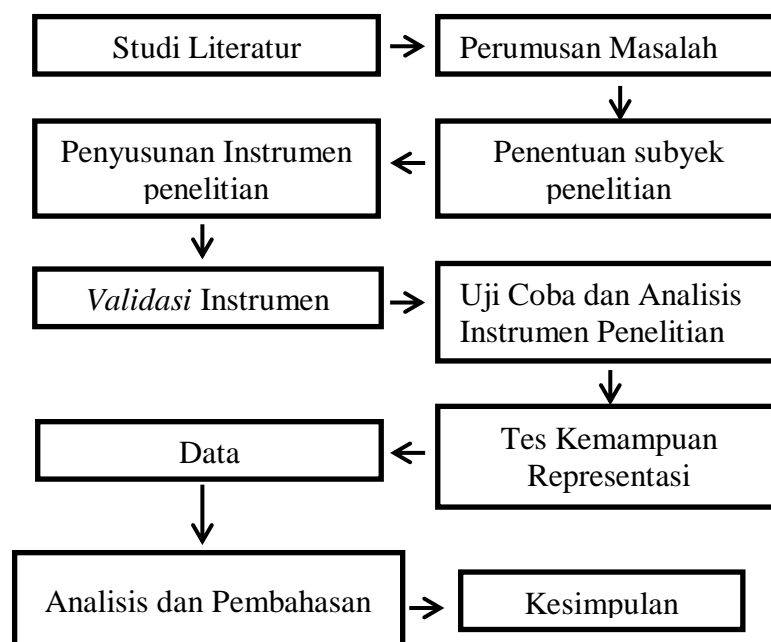 Studi Literatur
Perumusan Masalah
Penentuan subyek
penelitian
Penyusunan Instrumen
penelitian
Validasi Instrumen
Uji Coba dan Analisis
Instrumen Penelitian
Tes Kemampuan
Representasi
Data
Analisis dan Pembahasan
Kesimpulan